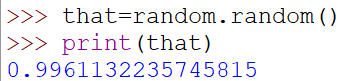 >>> that=random.random()
>>> print(that)
0.9961132235745815